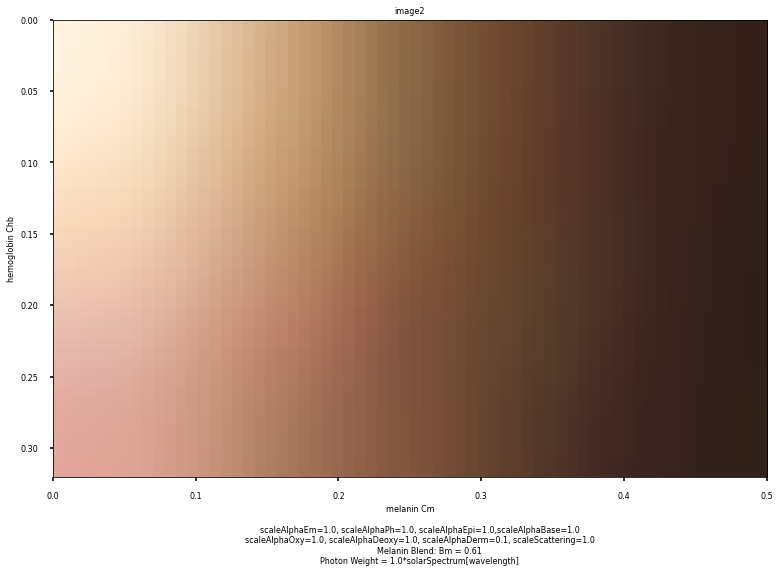 image2
0.00
0.05
0.10
0.15
0.20
0.25
0.30
hemoglobin Chb
0.0
0.1
0.2
0.3
0.4
0.5
melanin Cm
scaleAlphaEm=1.0, scaleAlphaPh=1.0, scaleAlphaEpi=1.0,scaleAlphaBase=1.0
scaleAlphaOxy=1.0, scaleAlphaDeoxy=1.0, scaleAlphaDerm=0.1, scaleScattering=1.0
Melanin Blend: Bm = 0.61
Photon Weight = 1.0*solarSpectrum[wavelength]